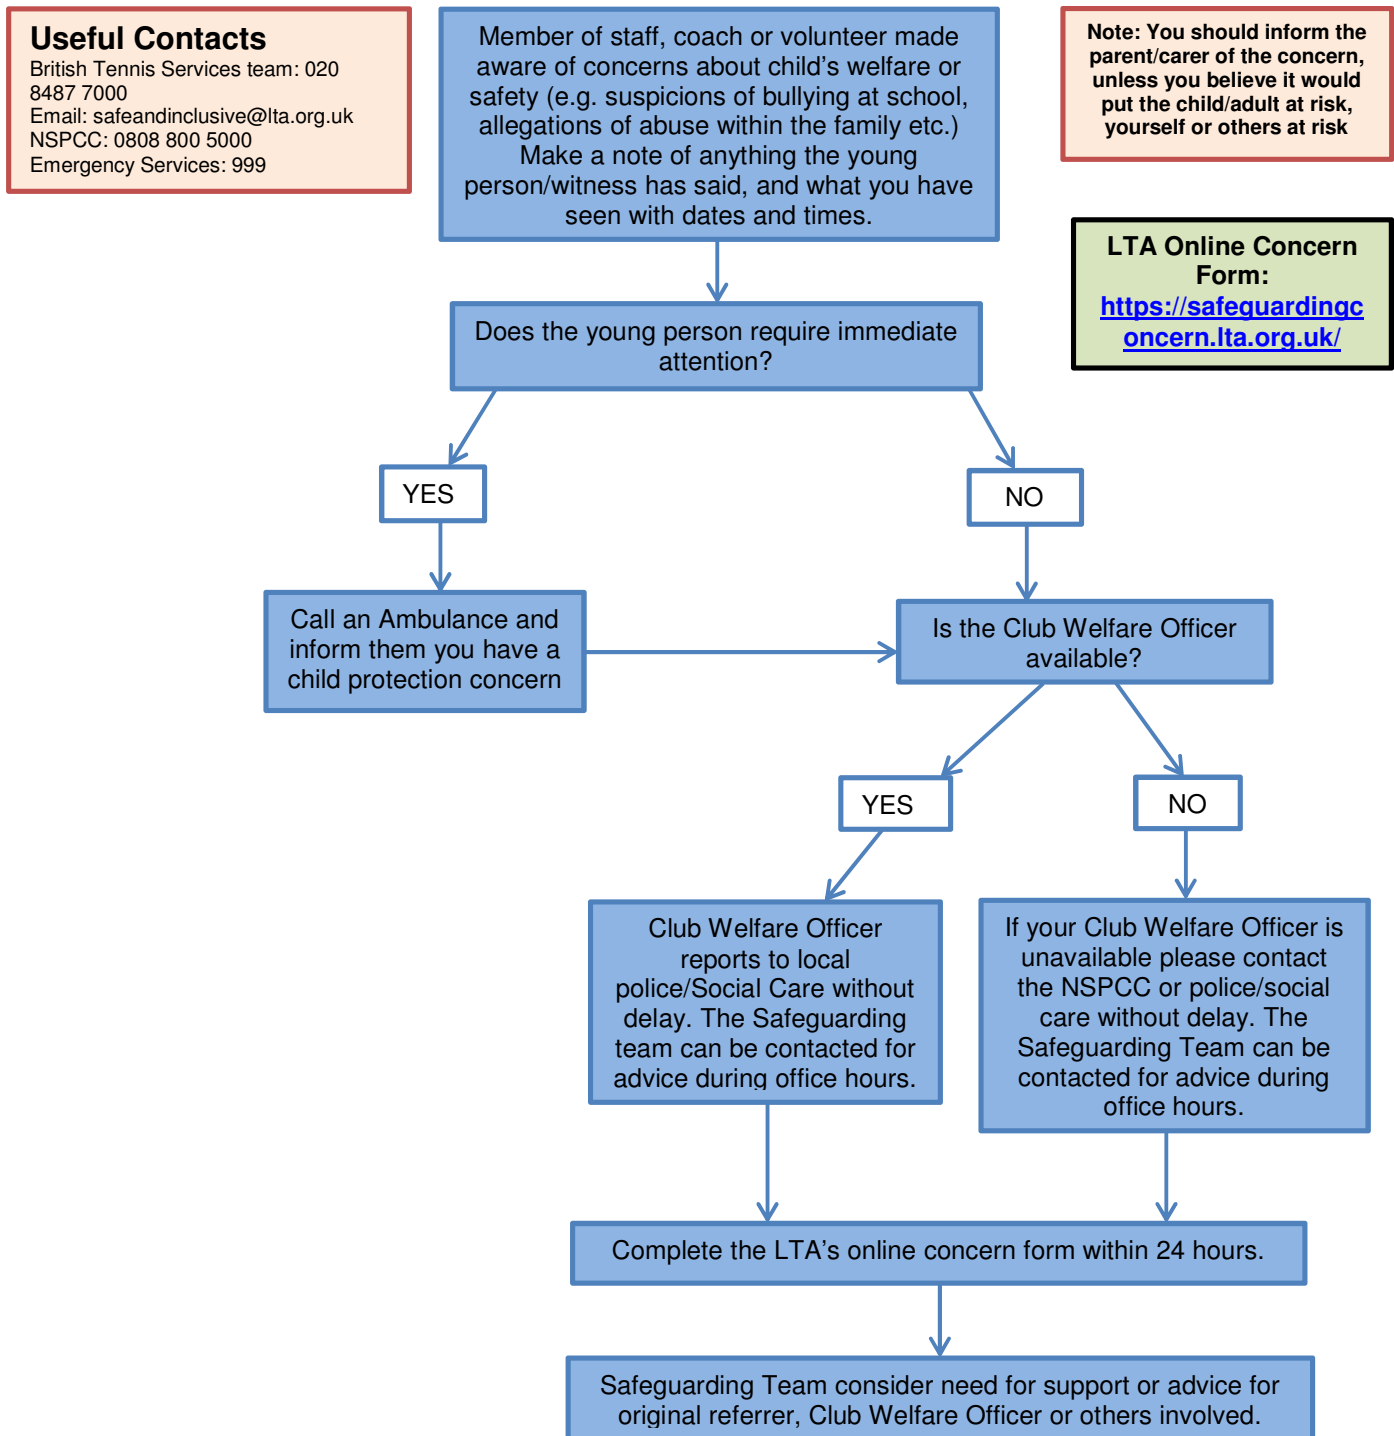 Useful Contacts
British Tennis Services team: 020
8487 7000
Email: safeandinclusive@lta.org.uk
NSPCC: 0808 800 5000
Emergency Services: 999
Member of staff, coach or volunteer made
aware of concerns about child’s welfare or
safety (e.g. suspicions of bullying at school,
allegations of abuse within the family etc.)
Make a note of anything the young
person/witness has said, and what you have
seen with dates and times.
Note: You should inform the
parent/carer of the concern,
unless you believe it would
put the child/adult at risk,
yourself or others at risk
LTA Online Concern
Form:
https://safeguardingc
oncern.lta.org.uk/
Does the young person require immediate
attention?
YES
NO
Call an Ambulance and
inform them you have a
child protection concern
Is the Club Welfare Officer
available?
YES
NO
Club Welfare Officer
reports to local
police/Social Care without
delay. The Safeguarding
team can be contacted for
advice during office hours.
If your Club Welfare Officer is
unavailable please contact
the NSPCC or police/social
care without delay. The
Safeguarding Team can be
contacted for advice during
office hours.
Complete the LTA’s online concern form within 24 hours.
Safeguarding Team consider need for support or advice for
original referrer, Club Welfare Officer or others involved.